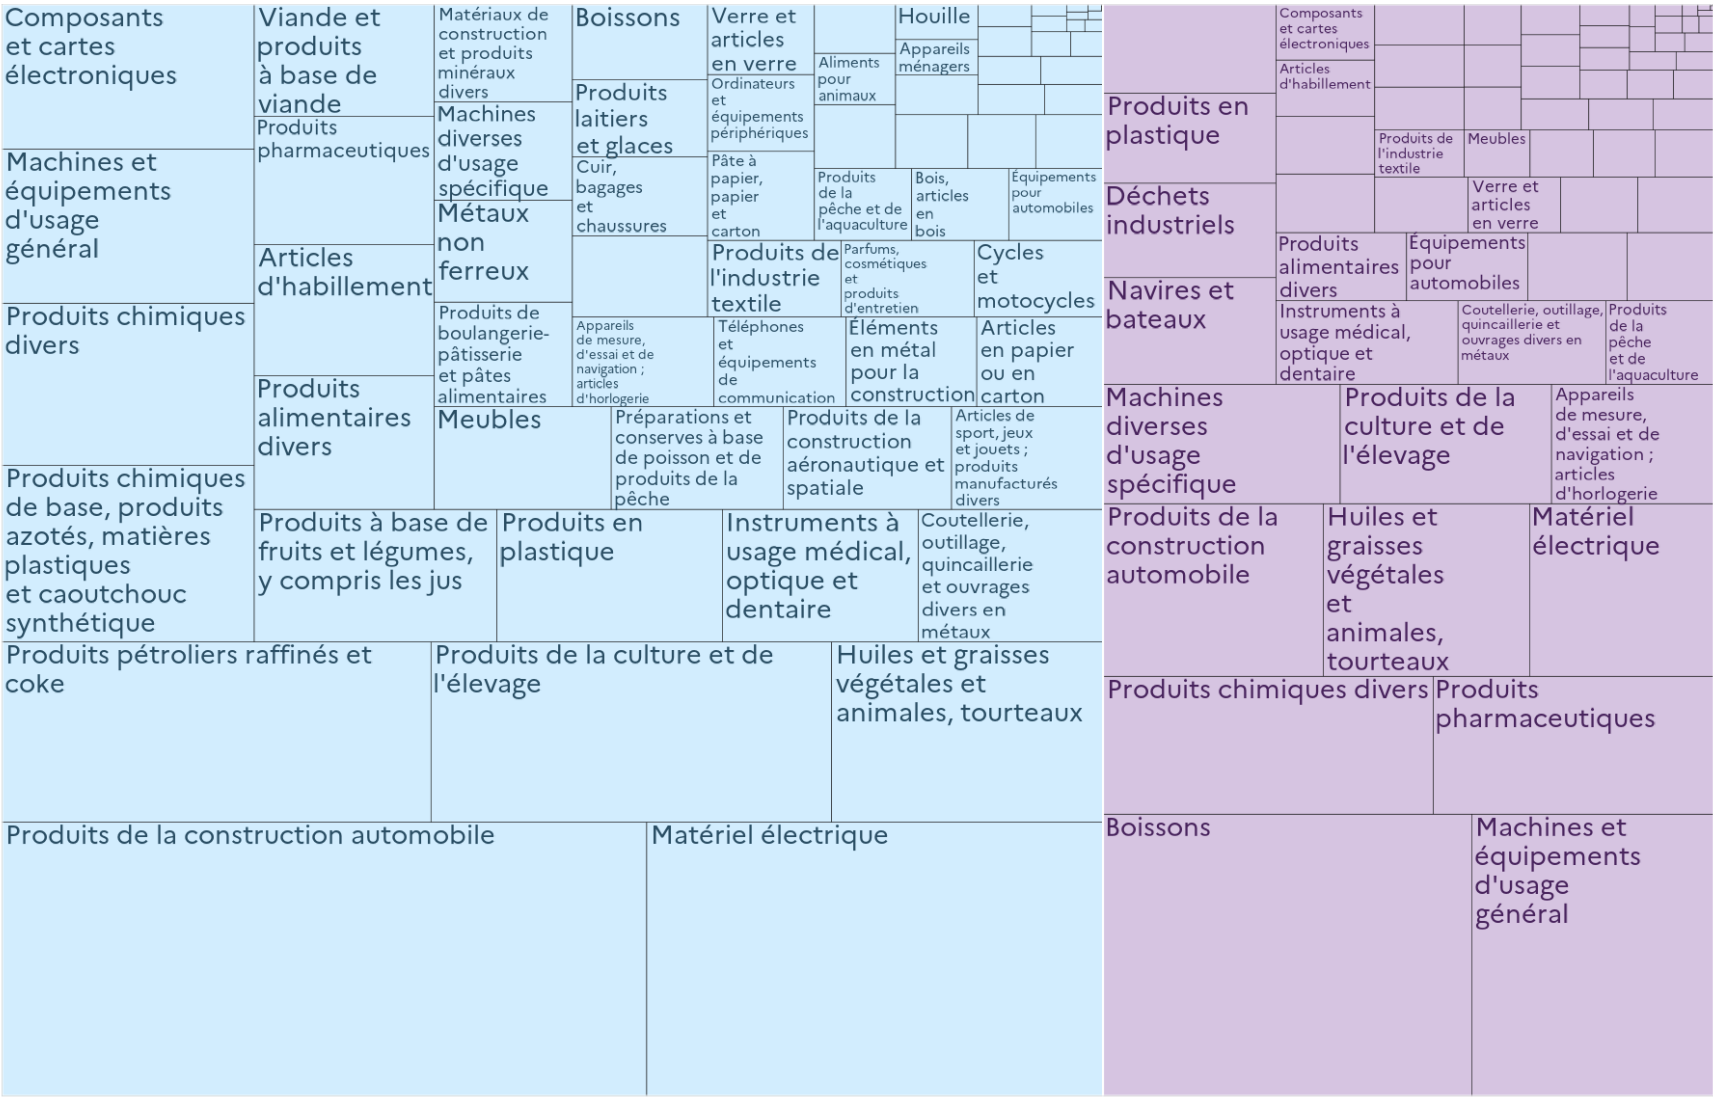 Composants
et cartes
électroniques
Machines et
équipements
d'usage
général
Produits chimiques
divers
Produits chimiques
de base, produits
azotés, matières
plastiques
et caoutchouc
synthétique
Viande et
produits
à base de
viande
Produits
pharmaceutiques
Articles
d'habillement
Produits
alimentaires
divers
Matériaux de
construction
et produits
minéraux
divers
Machines
diverses
d'usage
spécifique
Métaux
non
ferreux
Produits de
boulangerie-
pâtisserie
et pâtes
alimentaires
Boissons
Produits
laitiers
et glaces
Cuir,
bagages
et
chaussures
Verre et
articles
en verre
Ordinateurs
et
équipements
périphériques
Pâte à
papier,
papier
et
carton
Aliments
pour
animaux
Houille
Appareils
ménagers
Produits
de la
pêche et de
l'aquaculture
Bois,
articles
en
bois
Équipements
pour
automobiles
Produits de
l'industrie
textile
Parfums,
cosmétiques
et
produits
d'entretien
Cycles
et
motocycles
Appareils
de mesure,
d'essai et de
navigation ;
articles
d'horlogerie
Téléphones
et
équipements
de
communication
Éléments
en métal
pour la
construction
Articles
en papier
ou en
carton
Meubles
Préparations et
conserves à base
de poisson et de
produits de la
pêche
Produits de la
construction
aéronautique et
spatiale
Articles de
sport, jeux
et jouets ;
produits
manufacturés
divers
Produits à base de
fruits et légumes,
y compris les jus
Produits en
plastique
Instruments à
usage médical,
optique et
dentaire
Coutellerie,
outillage,
quincaillerie
et ouvrages
divers en
métaux
Produits pétroliers raffinés et
coke
Produits de la culture et de
l'élevage
Huiles et graisses
végétales et
animales, tourteaux
Produits de la construction automobile
Matériel électrique
Produits en
plastique
Déchets
industriels
Navires et
bateaux
Composants
et cartes
électroniques
Articles
d'habillement
Produits de
l'industrie
textile
Meubles
Verre et
articles
en verre
Produits
alimentaires
divers
Équipements
pour
automobiles
Instruments à
usage médical,
optique et
dentaire
Coutellerie, outillage,
quincaillerie et
ouvrages divers en
métaux
Produits
de la
pêche
et de
l'aquaculture
Machines
diverses
d'usage
spécifique
Produits de la
culture et de
l'élevage
Appareils
de mesure,
d'essai et de
navigation ;
articles
d'horlogerie
Produits de la
construction
automobile
Huiles et
graisses
végétales
et
animales,
tourteaux
Matériel
électrique
Produits chimiques divers
Produits
pharmaceutiques
Boissons
Machines et
équipements
d'usage
général